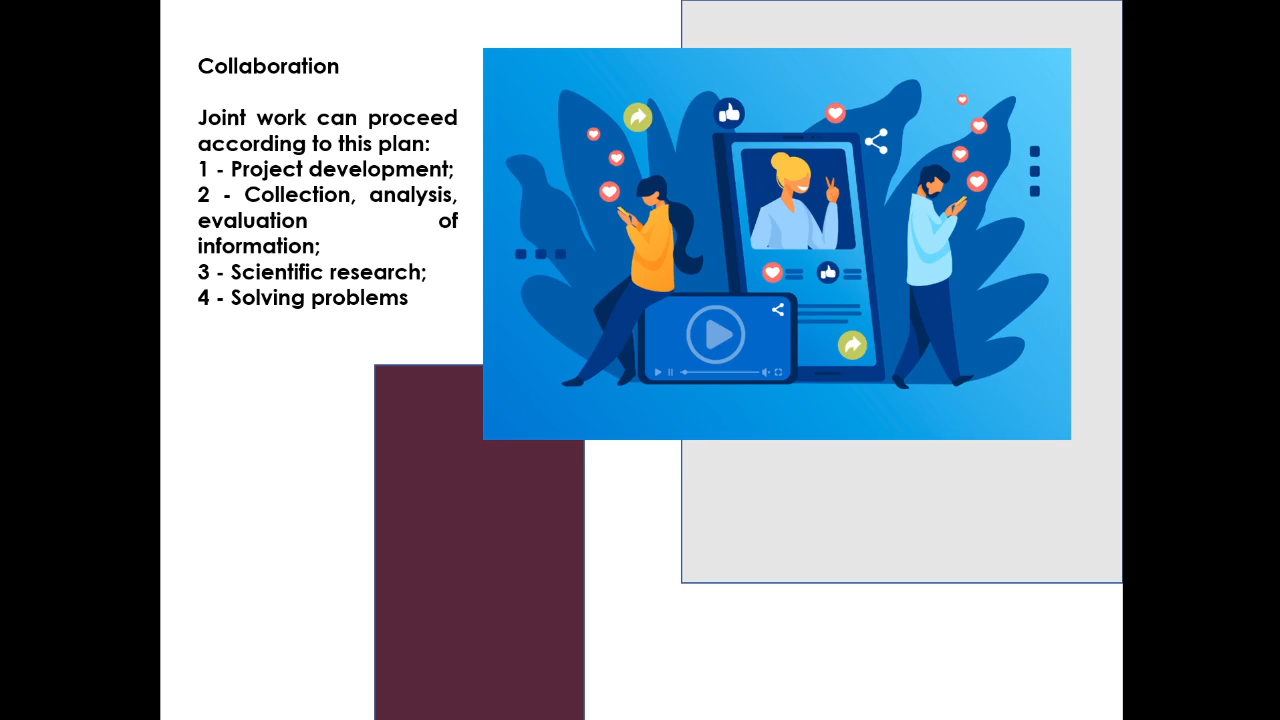 Collaboration
Joint work can proceed
according to this plan:
1 - Project development;
2 - Collection, analysis,
evaluation of
information;
3 - Scientific research;
4 - Solving problems